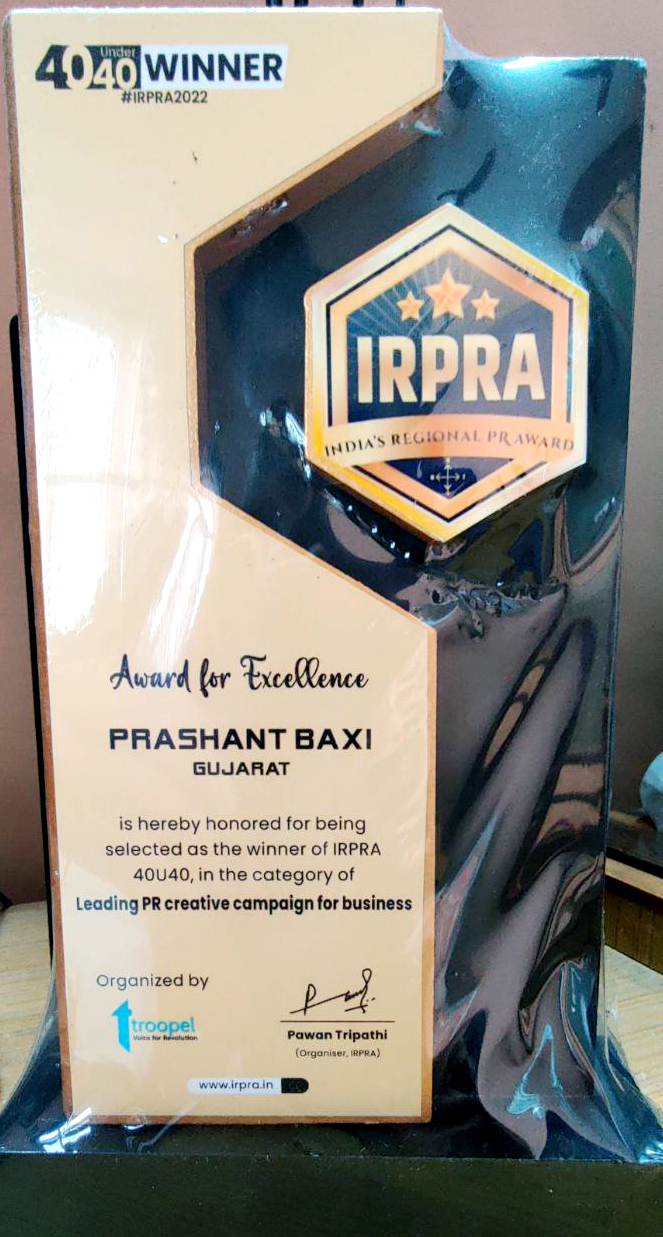 40 Under 40 WINNER
#IRPRA2022
IRPRA
INDIA'S REGIONAL PR AWARD
Award for Excellence
PRASHANT BAXI
GUJARAT
is hereby honored for being
selected as the winner of IRPRA
40U40, in the category of
Leading PR creative campaign for business
Organized by
troopel
Voice for Revolution
Pawan Tripathi
(Organiser, IRPRA)
www.irpra.in